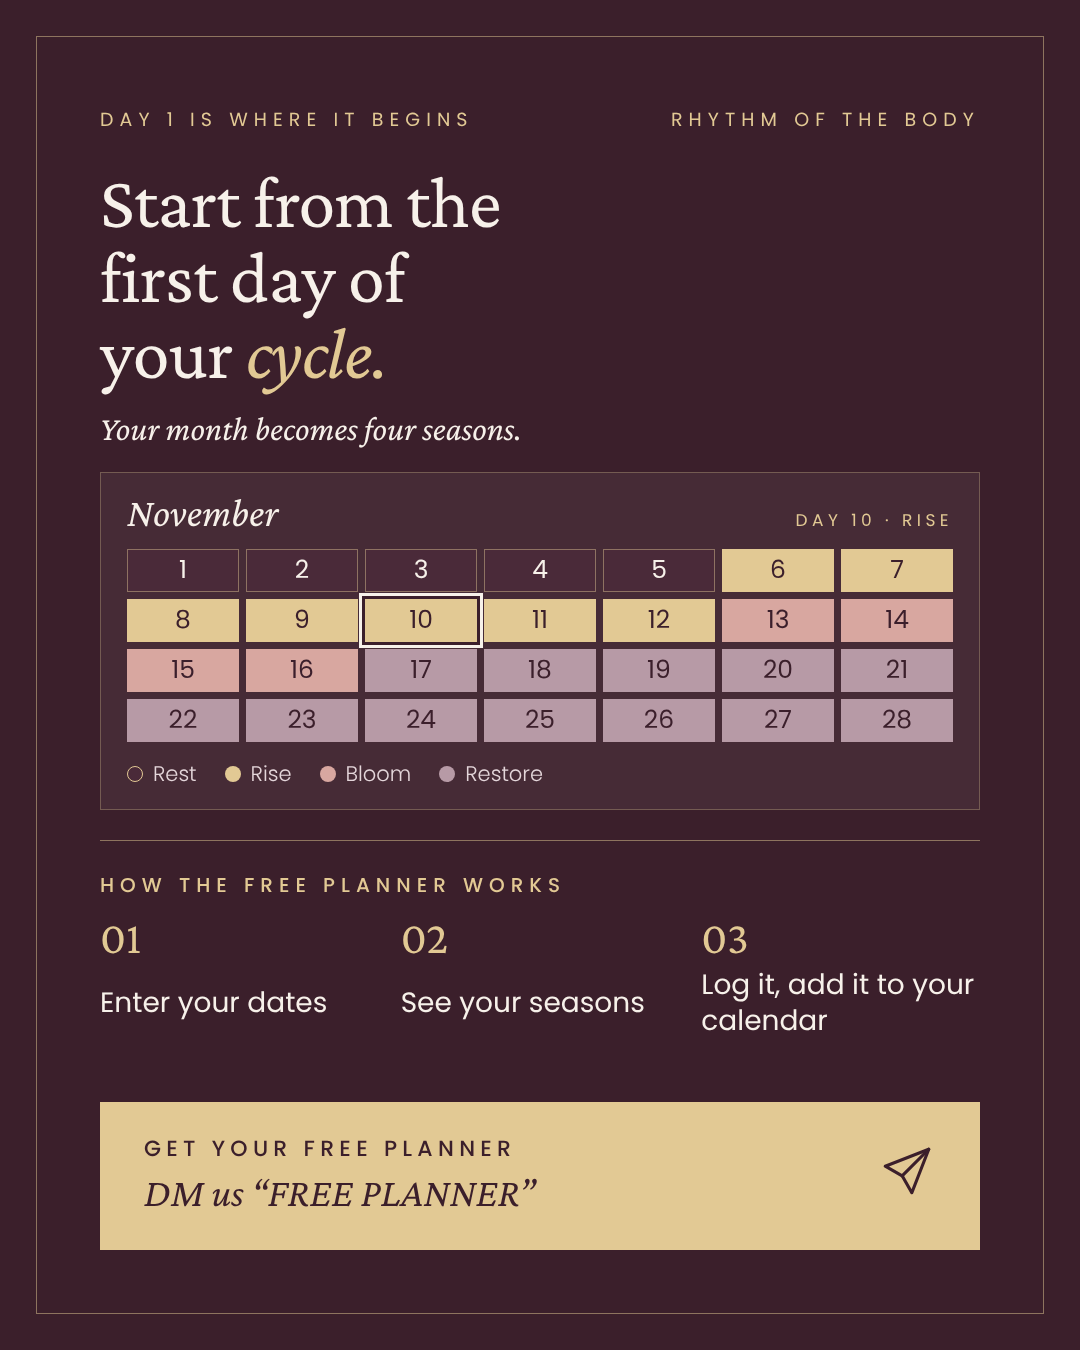 DAY 1 IS WHERE IT BEGINS
RHYTHM OF THE BODY
Start from the
first day of
your cycle.
Your month becomes four seasons.
November
DAY 10 · RISE
1 2 3 4 5 6 7
8 9 10 11 12 13 14
15 16 17 18 19 20 21
22 23 24 25 26 27 28
Rest Rise Bloom Restore
HOW THE FREE PLANNER WORKS
01
Enter your dates
02
See your seasons
03
Log it, add it to your
calendar
GET YOUR FREE PLANNER
DM us “FREE PLANNER”